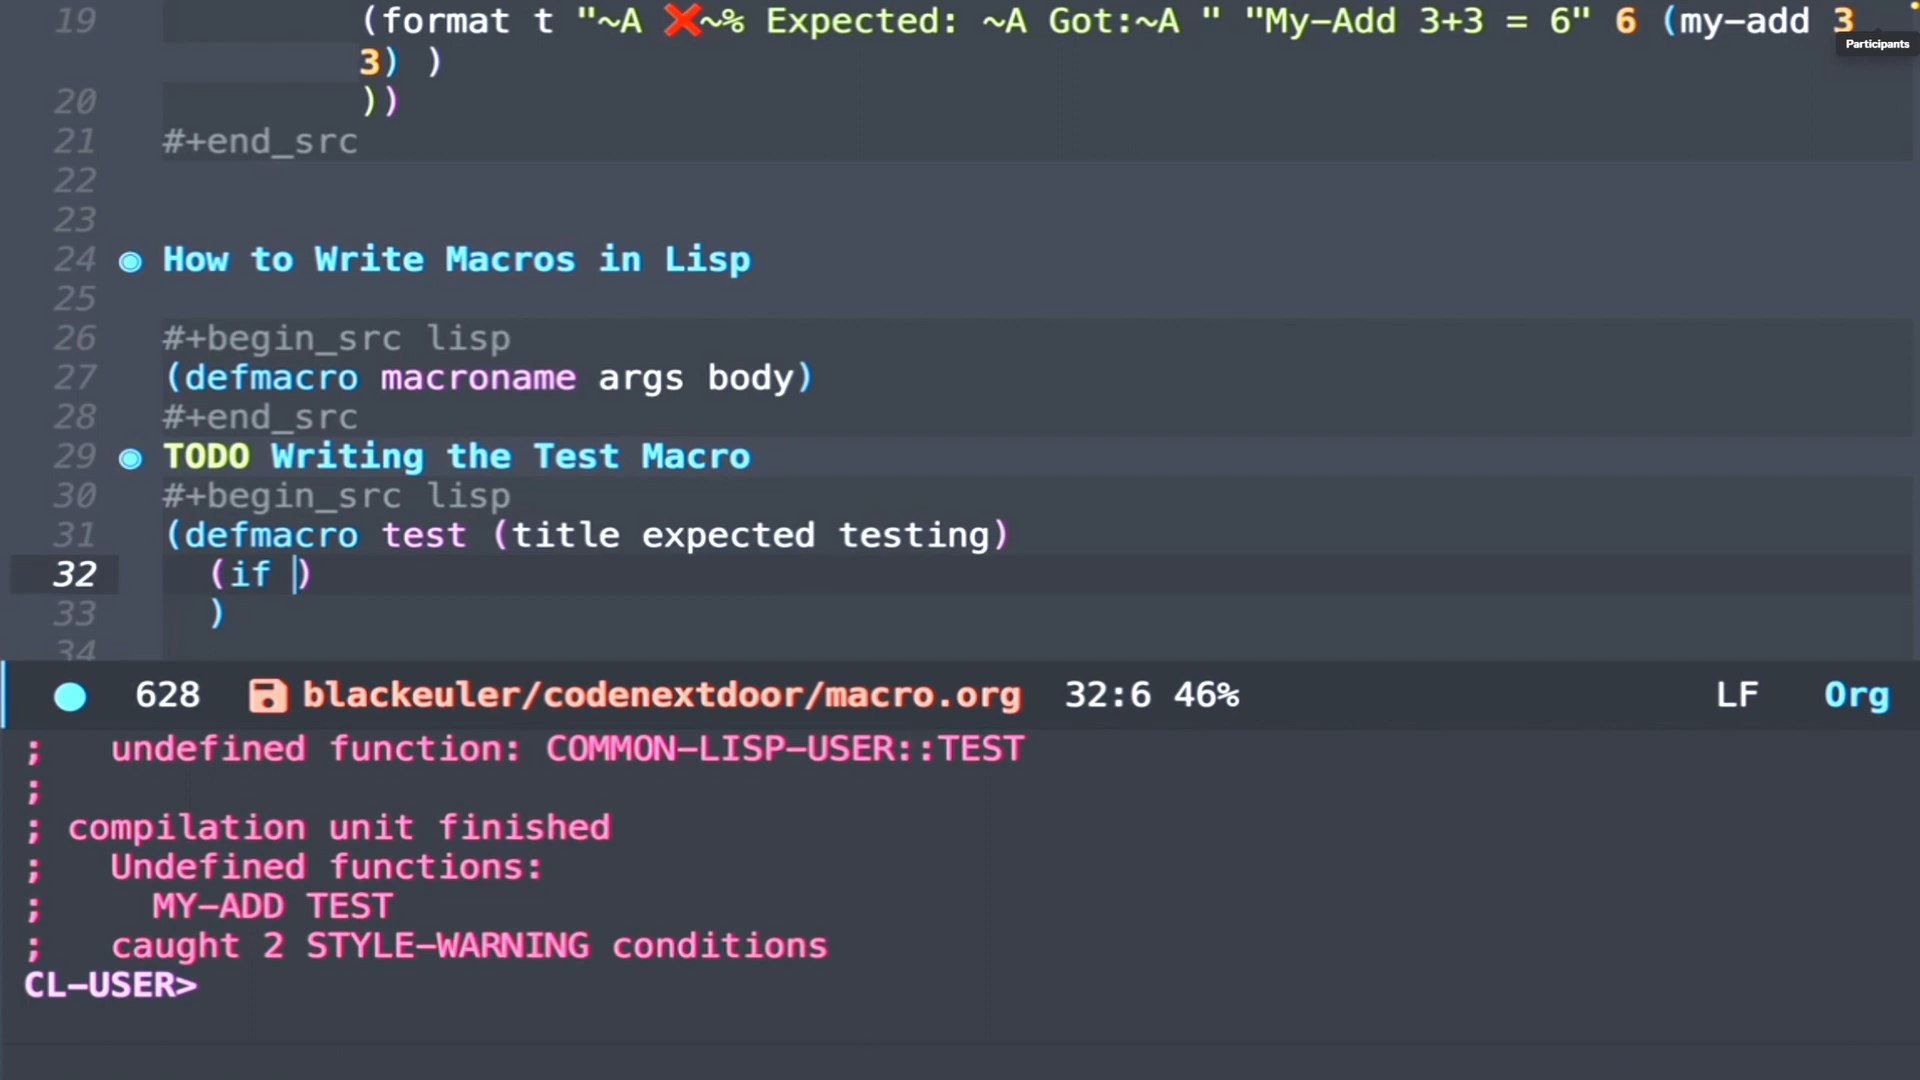 19 (format t "~A ❌~% Expected: ~A Got:~A " "My-Add 3+3 = 6" 6 (my-add 3
Participants
3) )
20 ))
21 #+end_src
22
23
24 ◉ How to Write Macros in Lisp
25
26 #+begin_src lisp
27 (defmacro macroname args body)
28 #+end_src
29 ◉ TODO Writing the Test Macro
30 #+begin_src lisp
31 (defmacro test (title expected testing)
32 (if )
33 )
34
628 blackeuler/codenextdoor/macro.org 32:6 46% LF Org
; undefined function: COMMON-LISP-USER::TEST
;
; compilation unit finished
; Undefined functions:
; MY-ADD TEST
; caught 2 STYLE-WARNING conditions
CL-USER>